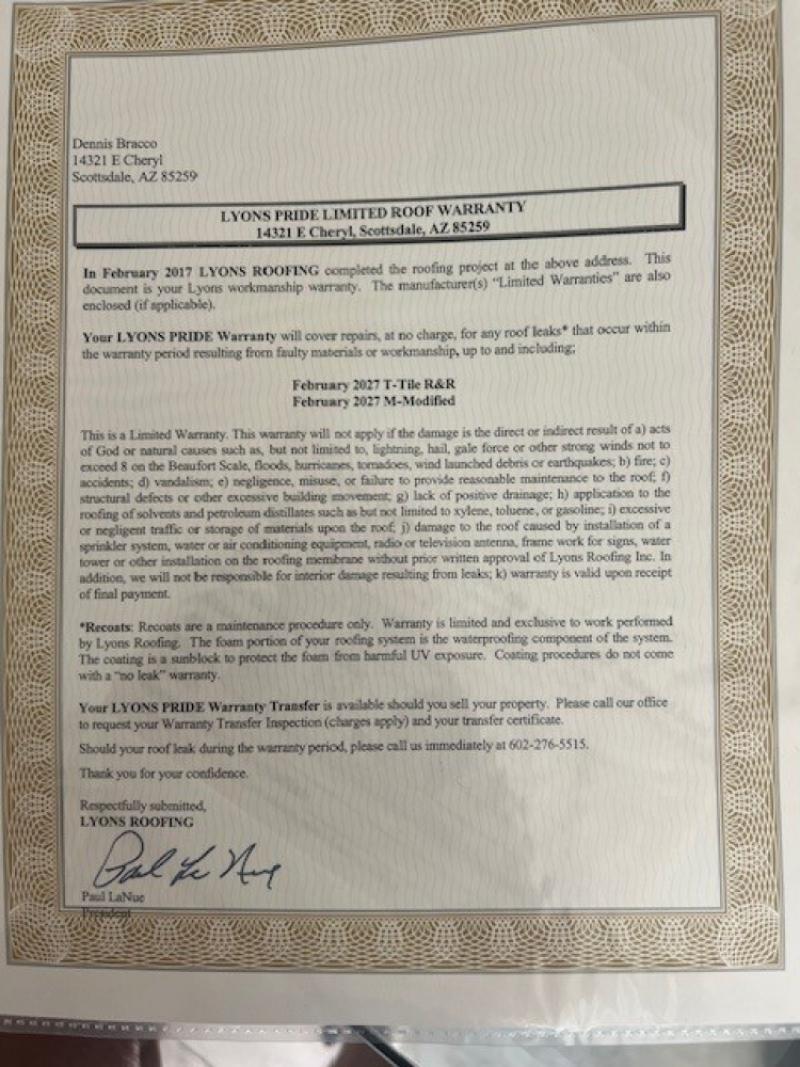 Dennis Bracco
14321 E Cheryl
Scottsdale, AZ 85259
LYONS PRIDE LIMITED ROOF WARRANTY
14321 E Cheryl, Scottsdale, AZ 85259
In February 2017 LYONS ROOFING completed the roofing project at the above address. This
document is your Lyons workmanship warranty. The manufacturer(s) “Limited Warranties” are also
enclosed (if applicable).
Your LYONS PRIDE Warranty will cover repairs, at no charge, for any roof leaks* that occur within
the warranty period resulting from faulty materials or workmanship, up to and including;
February 2027 T-Tile R&R
February 2027 M-Modified
This is a Limited Warranty. This warranty will not apply if the damage is the direct or indirect result of a) acts
of God or natural causes such as, but not limited to, lightning, hail, gale force or other strong winds not to
exceed 8 on the Beaufort Scale, floods, hurricanes, tornadoes, wind launched debris or earthquakes; b) fire; c)
accidents; d) vandalism; e) negligence, misuse, or failure to provide reasonable maintenance to the roof; f)
structural defects or other excessive building movement; g) lack of positive drainage; h) application to the
roofing of solvents and petroleum distillates such as but not limited to xylene, toluene, or gasoline; i) excessive
or negligent traffic or storage of materials upon the roof; j) damage to the roof caused by installation of a
sprinkler system, water or air conditioning equipment, radio or television antenna, frame work for signs, water
tower or other installation on the roofing membrane without prior written approval of Lyons Roofing Inc. In
addition, we will not be responsible for interior damage resulting from leaks; k) warranty is valid upon receipt
of final payment.
*Recoats: Recoats are a maintenance procedure only. Warranty is limited and exclusive to work performed
by Lyons Roofing. The foam portion of your roofing system is the waterproofing component of the system.
The coating is a sunblock to protect the foam from harmful UV exposure. Coating procedures do not come
with a “no leak” warranty.
Your LYONS PRIDE Warranty Transfer is available should you sell your property. Please call our office
to request your Warranty Transfer Inspection (charges apply) and your transfer certificate.
Should your roof leak during the warranty period, please call us immediately at 602-276-5515.
Thank you for your confidence.
Respectfully submitted,
LYONS ROOFING
Paul La Nue
Paul LaNue
President